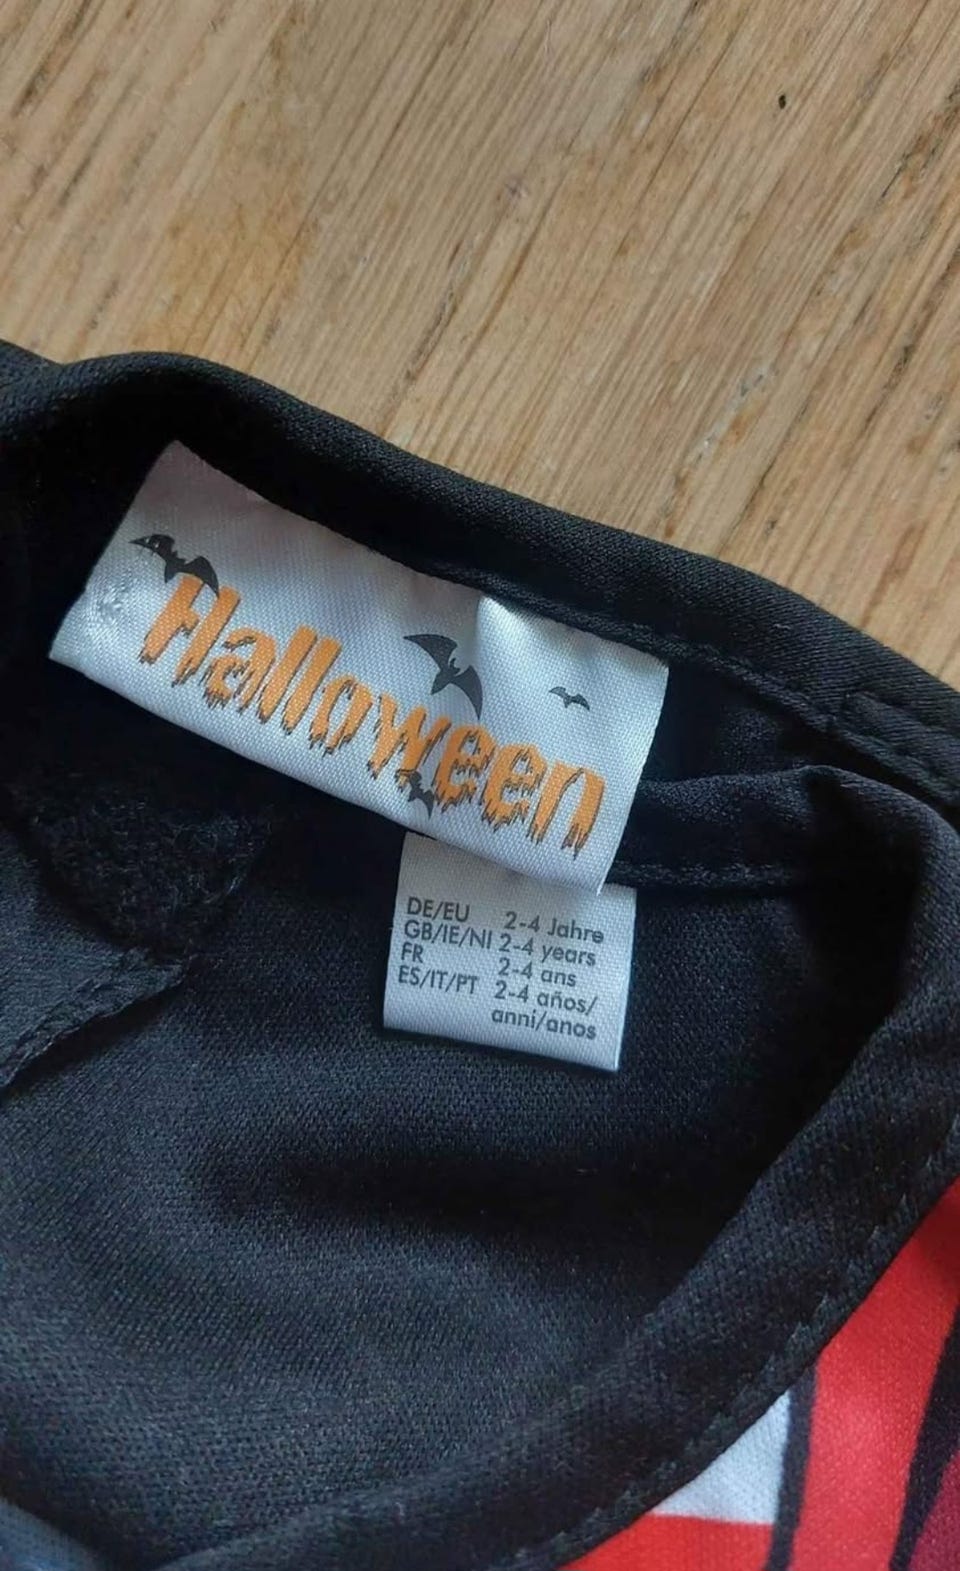 Halloween
DE/EU 2-4 Jahre
GB/IE/NI 2-4 years
FR 2-4 ans
ES/IT/PT 2-4 años/
anni/anos